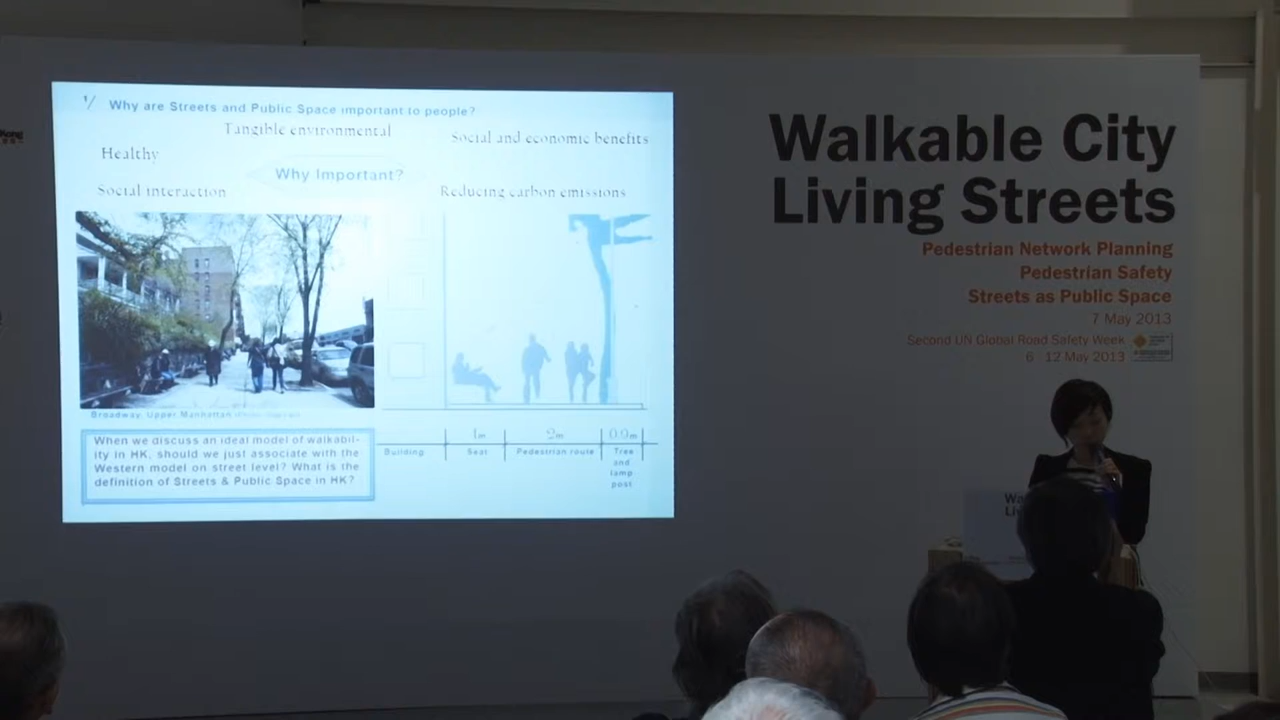 1/ Why are Streets and Public Space important to people?
Tangible environmental
Social and economic benefits
Healthy
Why Important?
Social interaction
Reducing carbon emissions
Broadway, Upper Manhattan
When we discuss an ideal model of walkabil-
ity in HK, should we just associate with the
Western model on street level? What is the
definition of Streets & Public Space in HK?
1m
2m
0.9m
Building
Seat
Pedestrian route
Tree
and
lamp
post
Walkable City
Living Streets
Pedestrian Network Planning
Pedestrian Safety
Streets as Public Space
7 May 2013
Second UN Global Road Safety Week
6 - 12 May 2013
Wa
Liv